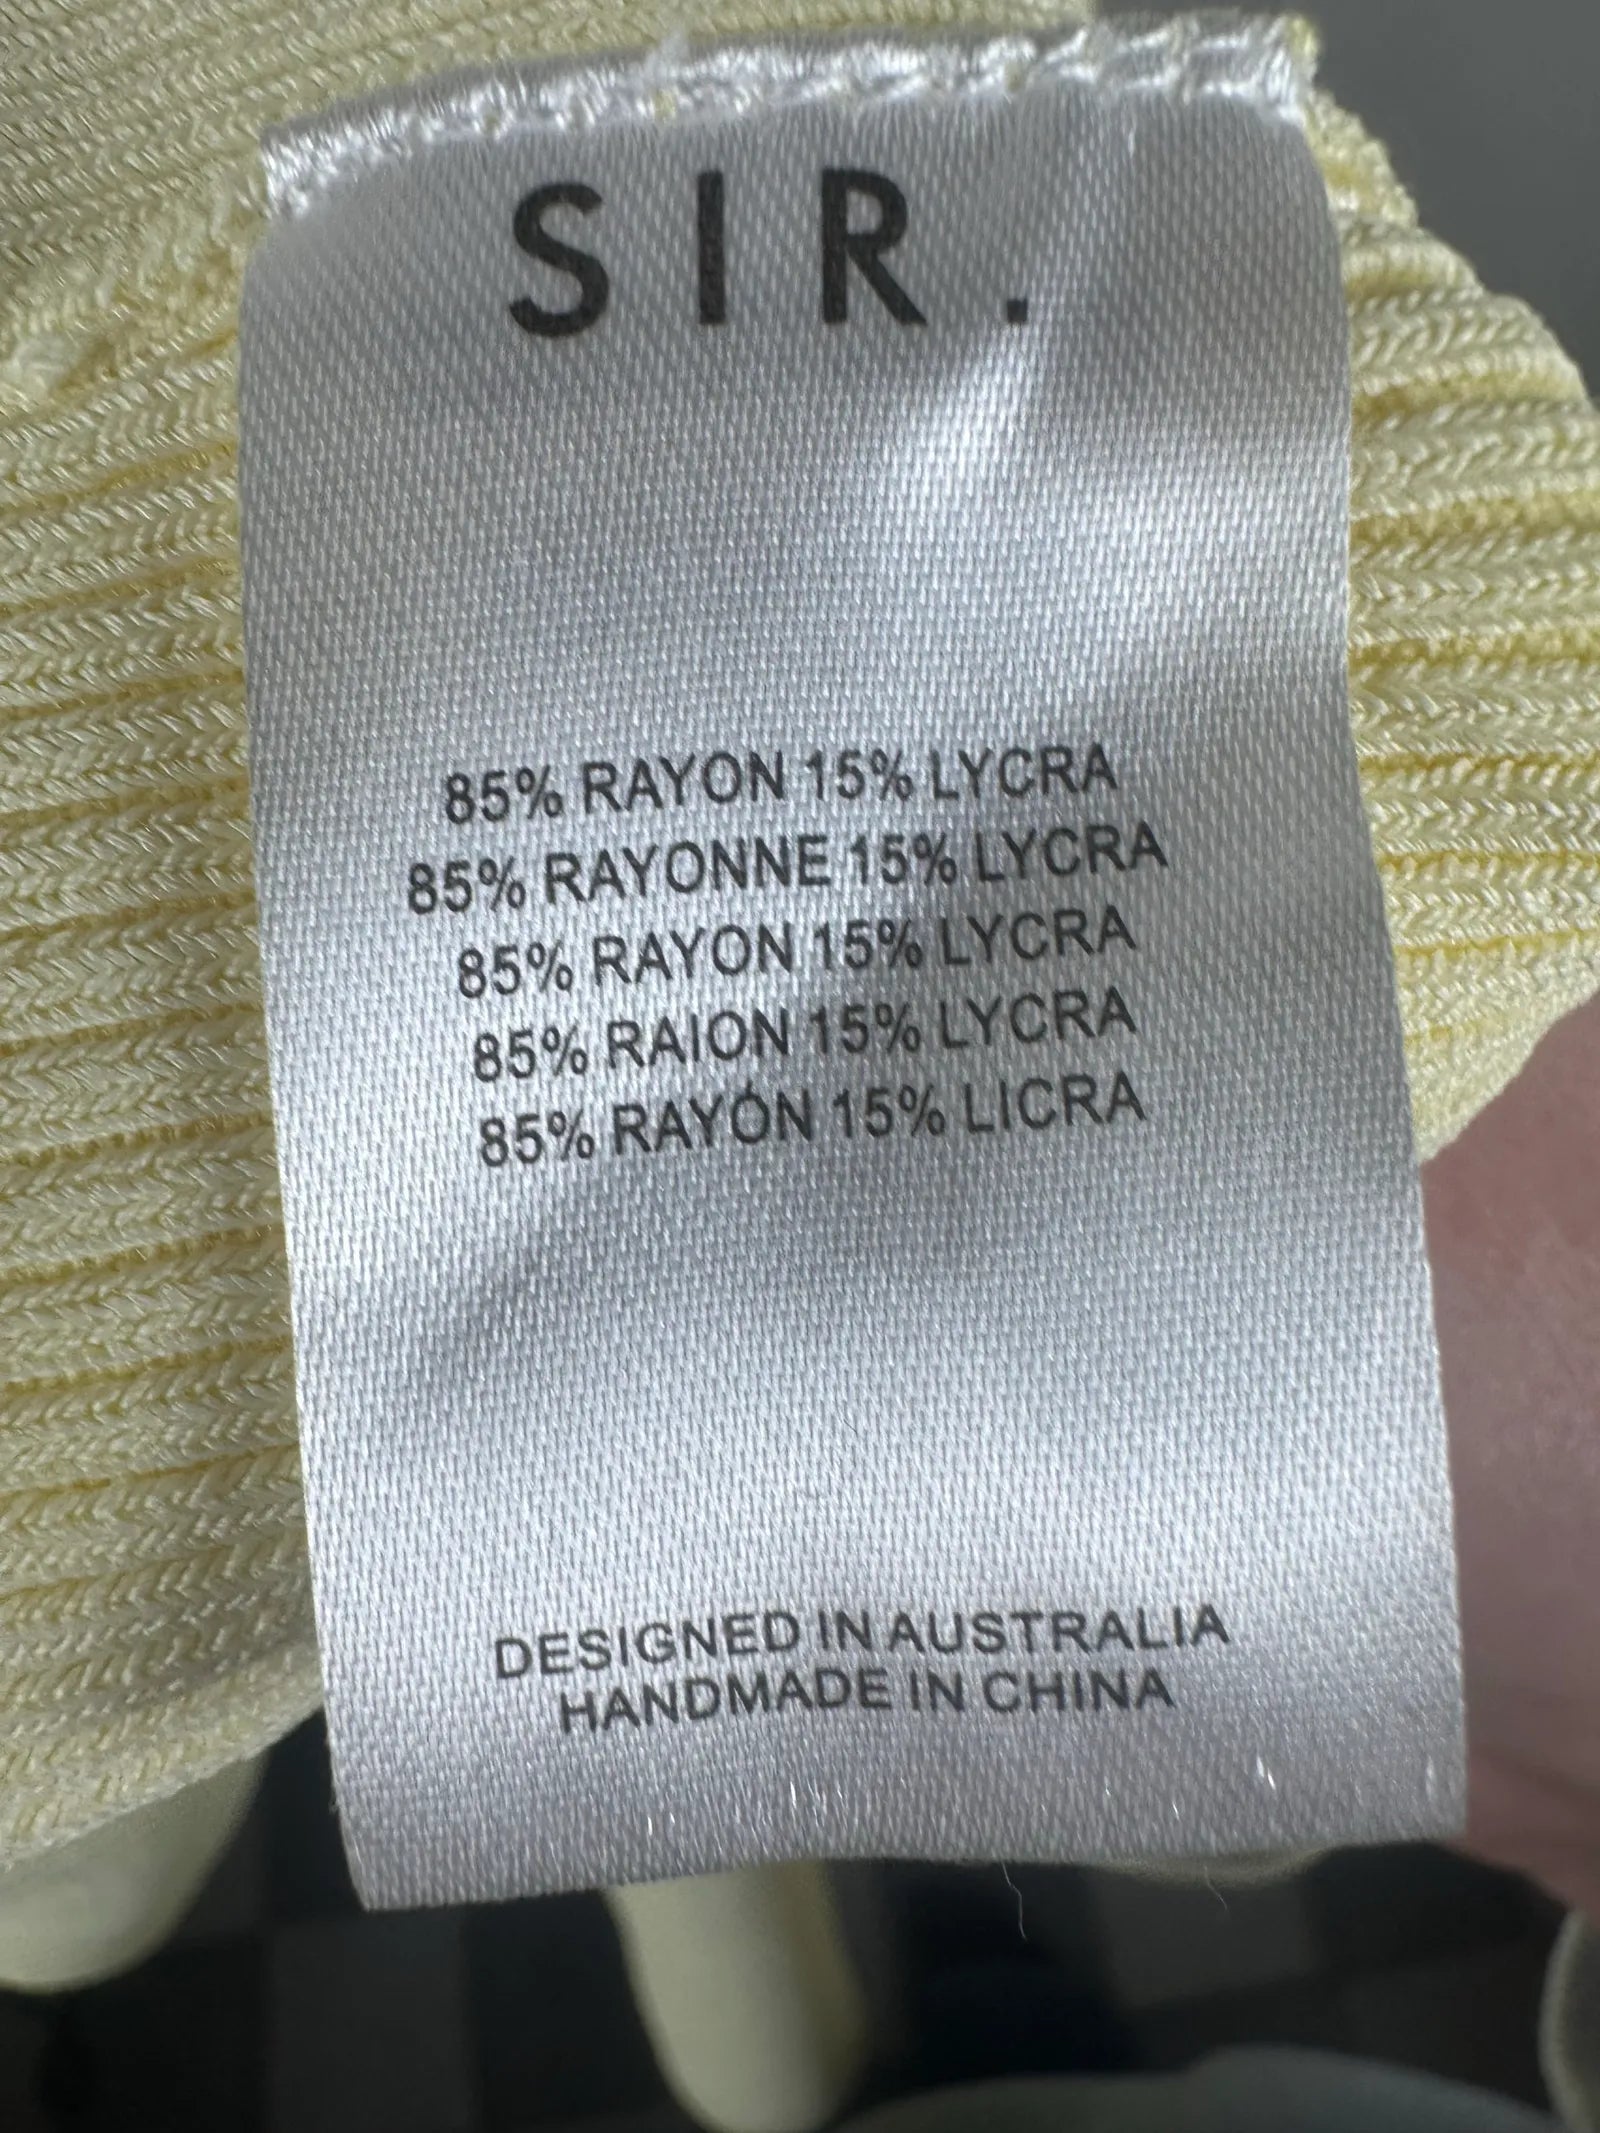 SIR.
85% RAYON 15% LYCRA
85% RAYONNE 15% LYCRA
85% RAYON 15% LYCRA
85% RAION 15% LYCRA
85% RAYÓN 15% LICRA
DESIGNED IN AUSTRALIA
HANDMADE IN CHINA